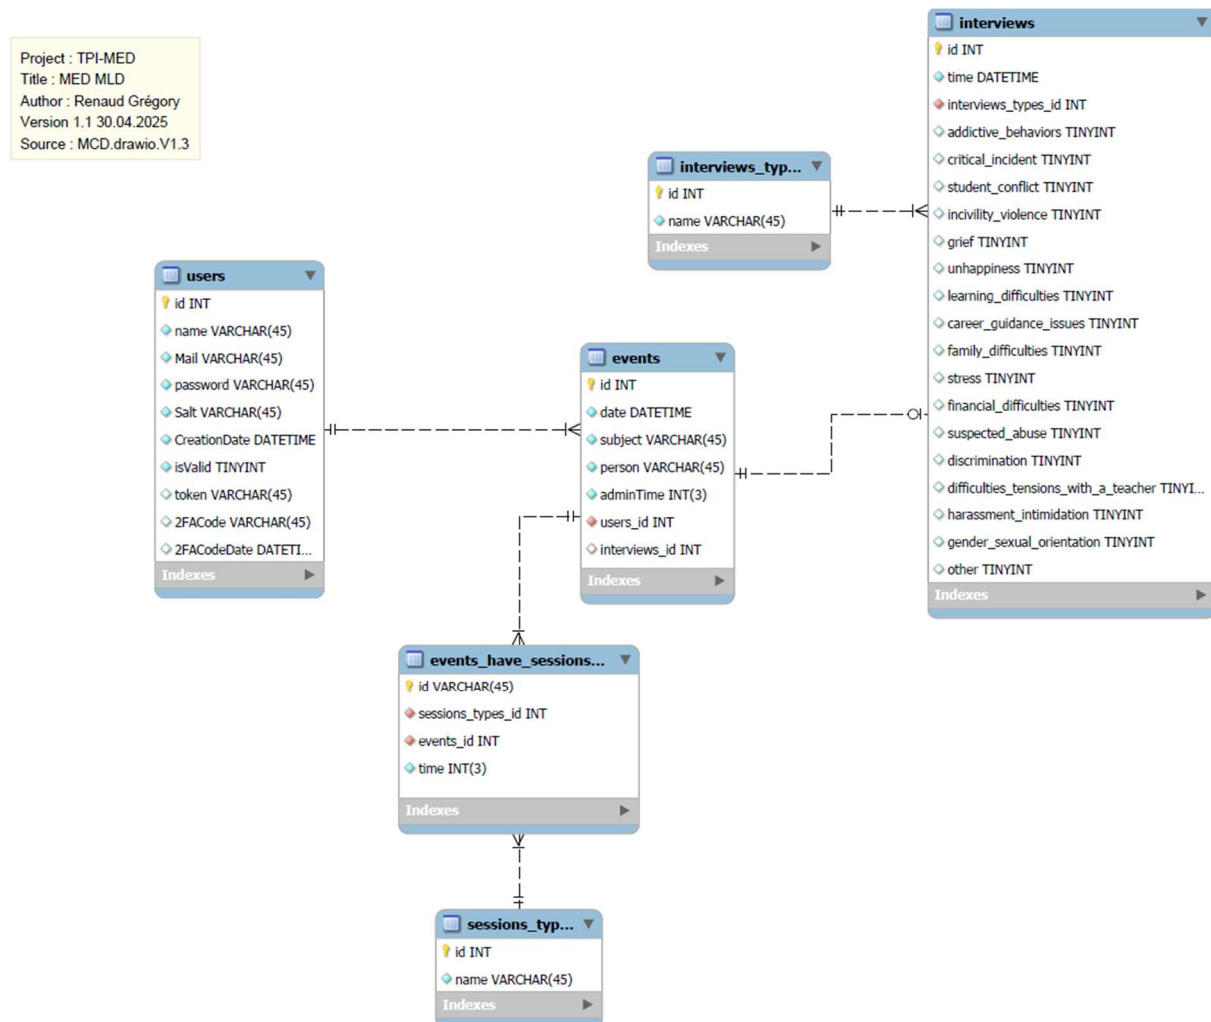 Project : TPI-MED
Title : MED MLD
Author : Renaud Grégory
Version 1.1 30.04.2025
Source : MCD.drawio.V1.3
interviews
id INT
time DATETIME
interviews_types_id INT
addictive_behaviors TINYINT
critical_incident TINYINT
student_conflict TINYINT
incivility_violence TINYINT
grief TINYINT
unhappiness TINYINT
learning_difficulties TINYINT
career_guidance_issues TINYINT
family_difficulties TINYINT
stress TINYINT
financial_difficulties TINYINT
suspected_abuse TINYINT
discrimination TINYINT
difficulties_tensions_with_a_teacher TINYI...
harassment_intimidation TINYINT
gender_sexual_orientation TINYINT
other TINYINT
Indexes
interviews_typ...
id INT
name VARCHAR(45)
Indexes
users
id INT
name VARCHAR(45)
Mail VARCHAR(45)
password VARCHAR(45)
Salt VARCHAR(45)
CreationDate DATETIME
isValid TINYINT
token VARCHAR(45)
2FACode VARCHAR(45)
2FACodeDate DATETI...
Indexes
events
id INT
date DATETIME
subject VARCHAR(45)
person VARCHAR(45)
adminTime INT(3)
users_id INT
interviews_id INT
Indexes
events_have_sessions...
id VARCHAR(45)
sessions_types_id INT
events_id INT
time INT(3)
Indexes
sessions_typ...
id INT
name VARCHAR(45)
Indexes